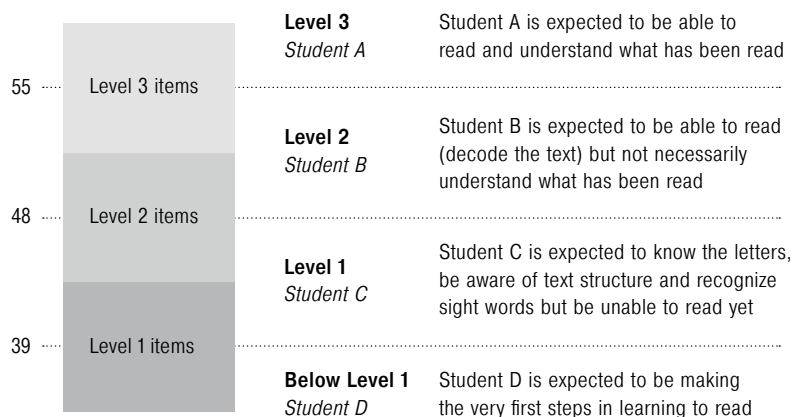 Level 3
Student A
Student A is expected to be able to
read and understand what has been read
55
Level 3 items
Level 2
Student B
Student B is expected to be able to read
(decode the text) but not necessarily
understand what has been read
48
Level 2 items
Level 1
Student C
Student C is expected to know the letters,
be aware of text structure and recognize
sight words but be unable to read yet
39
Level 1 items
Below Level 1
Student D
Student D is expected to be making
the very first steps in learning to read